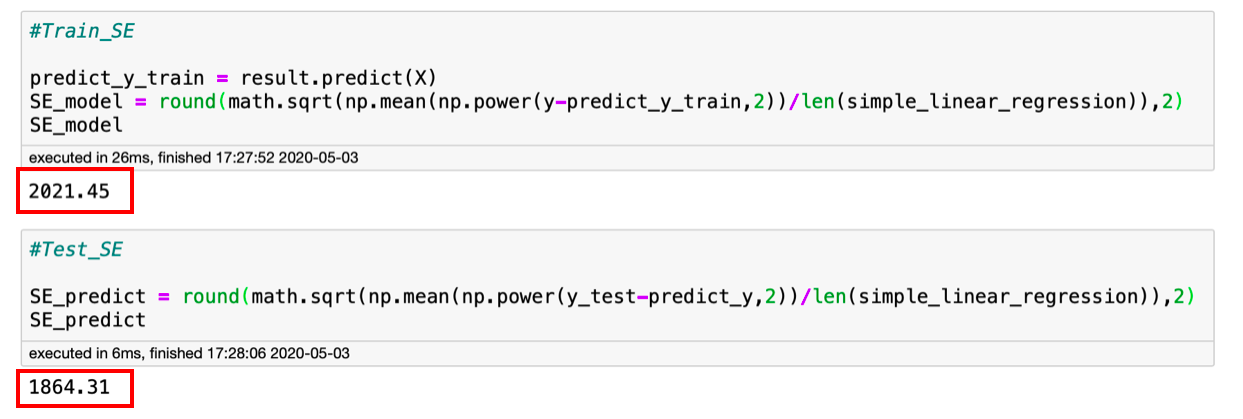 #Train_SE
predict_y_train = result.predict(X)
SE_model = round(math.sqrt(np.mean(np.power(y-predict_y_train,2))/len(simple_linear_regression)),2)
SE_model
executed in 26ms, finished 17:27:52 2020-05-03
2021.45
#Test_SE
SE_predict = round(math.sqrt(np.mean(np.power(y_test-predict_y,2))/len(simple_linear_regression)),2)
SE_predict
executed in 6ms, finished 17:28:06 2020-05-03
1864.31